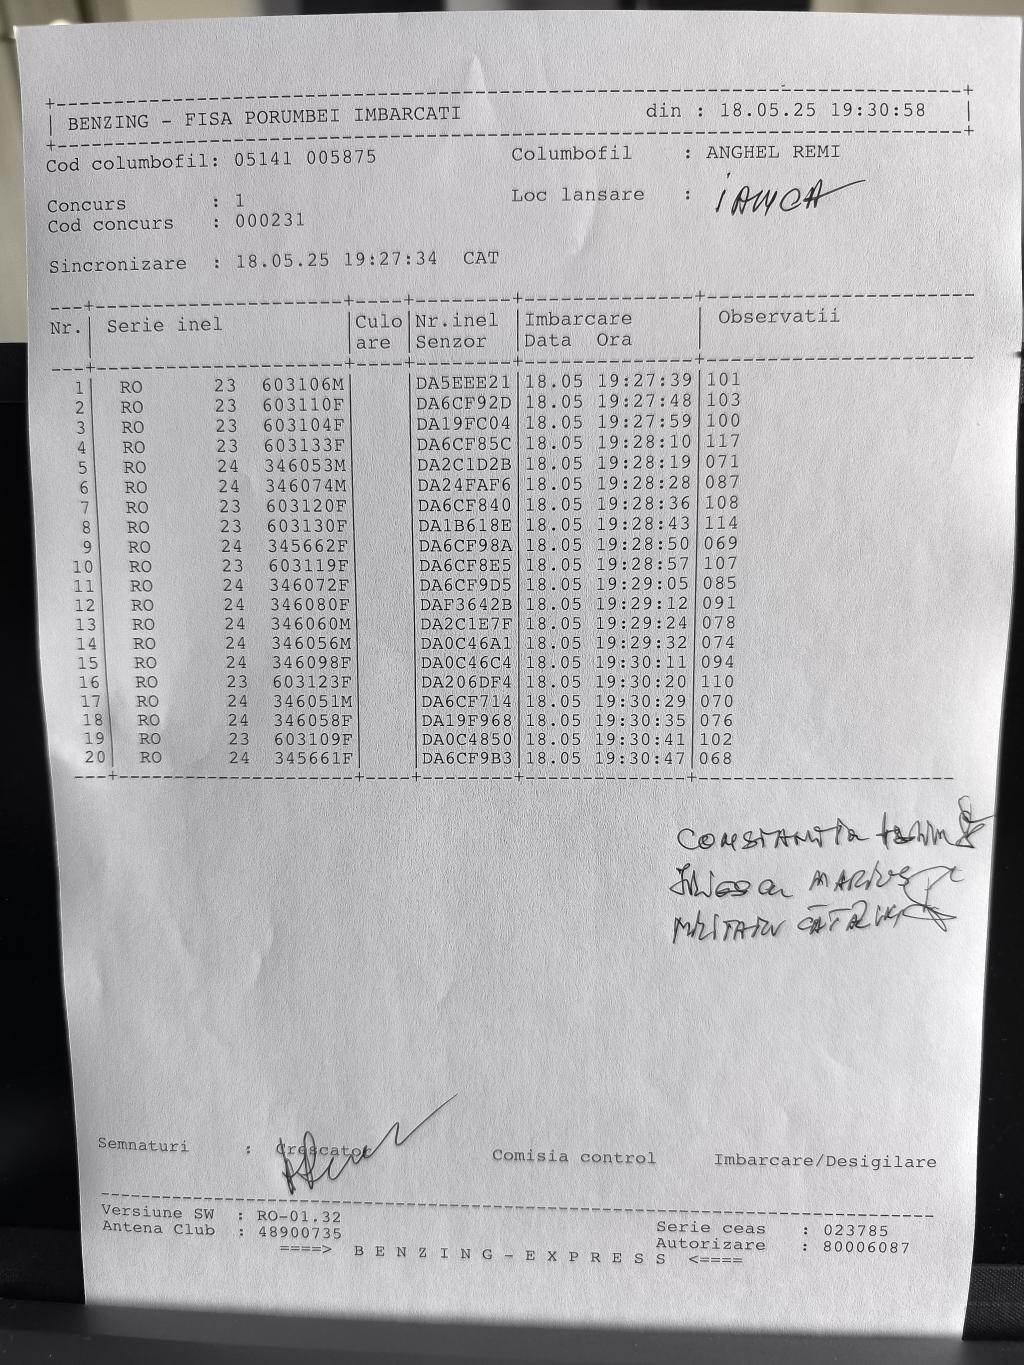 BENZING - FISA PORUMBEI IMBARCATI din : 18.05.25 19:30:58
Cod columbofil: 05141 005875 Columbofil : ANGHEL REMI
Concurs : 1 Loc lansare : IANCA
Cod concurs : 000231
Sincronizare : 18.05.25 19:27:34 CAT
Nr. Serie inel Culo Nr.inel Imbarcare Observatii
are Senzor Data Ora
1 RO 23 603106M DA5EEE21 18.05 19:27:39 101
2 RO 23 603110F DA6CF92D 18.05 19:27:48 103
3 RO 23 603104F DA19FC04 18.05 19:27:59 100
4 RO 23 603133F DA6CF85C 18.05 19:28:10 117
5 RO 24 346053M DA2C1D2B 18.05 19:28:19 071
6 RO 24 346074M DA24FAF6 18.05 19:28:28 087
7 RO 23 603120F DA6CF840 18.05 19:28:36 108
8 RO 23 603130F DA1B618E 18.05 19:28:43 114
9 RO 24 345662F DA6CF98A 18.05 19:28:50 069
10 RO 23 603119F DA6CF8E5 18.05 19:28:57 107
11 RO 24 346072F DA6CF9D5 18.05 19:29:05 085
12 RO 24 346080F DAF3642B 18.05 19:29:12 091
13 RO 24 346060M DA2C1E7F 18.05 19:29:24 078
14 RO 24 346056M DA0C46A1 18.05 19:29:32 074
15 RO 24 346098F DA0C46C4 18.05 19:30:11 094
16 RO 23 603123F DA206DF4 18.05 19:30:20 110
17 RO 24 346051M DA6CF714 18.05 19:30:29 070
18 RO 24 346058F DA19F968 18.05 19:30:35 076
19 RO 23 603109F DA0C4850 18.05 19:30:41 102
20 RO 24 345661F DA6CF9B3 18.05 19:30:47 068
MARIUS
MILITARU CĂTĂLIN
Semnaturi : Crescator Comisia control Imbarcare/Desigilare
Versiune SW : RO-01.32 Serie ceas : 023785
Antena Club : 48900735 Autorizare : 80006087
====> B E N Z I N G - E X P R E S S <====